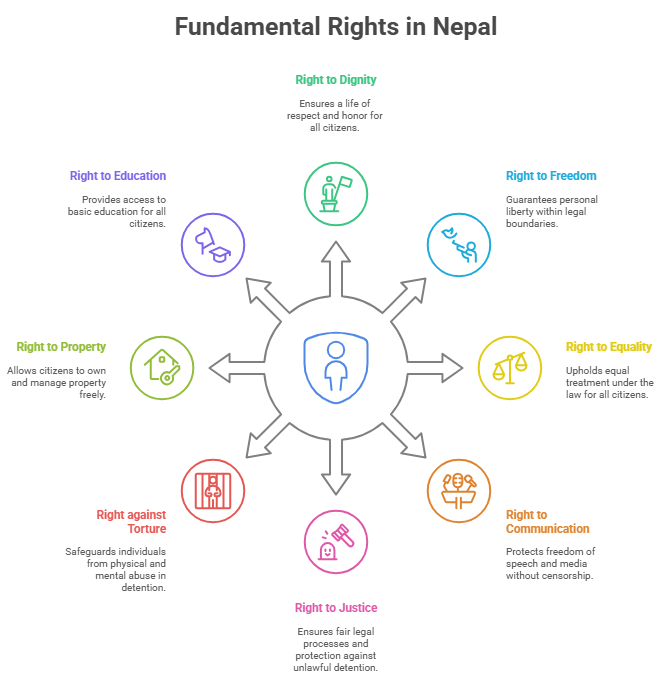 Fundamental Rights in Nepal
Right to Dignity
Ensures a life of
respect and honor for
all citizens.
Right to Education
Provides access to
basic education for all
citizens.
Right to Freedom
Guarantees personal
liberty within legal
boundaries.
Right to Property
Allows citizens to own
and manage property
freely.
Right to Equality
Upholds equal
treatment under the
law for all citizens.
Right against
Torture
Safeguards individuals
from physical and
mental abuse in
detention.
Right to
Communication
Protects freedom of
speech and media
without censorship.
Right to Justice
Ensures fair legal
processes and
protection against
unlawful detention.